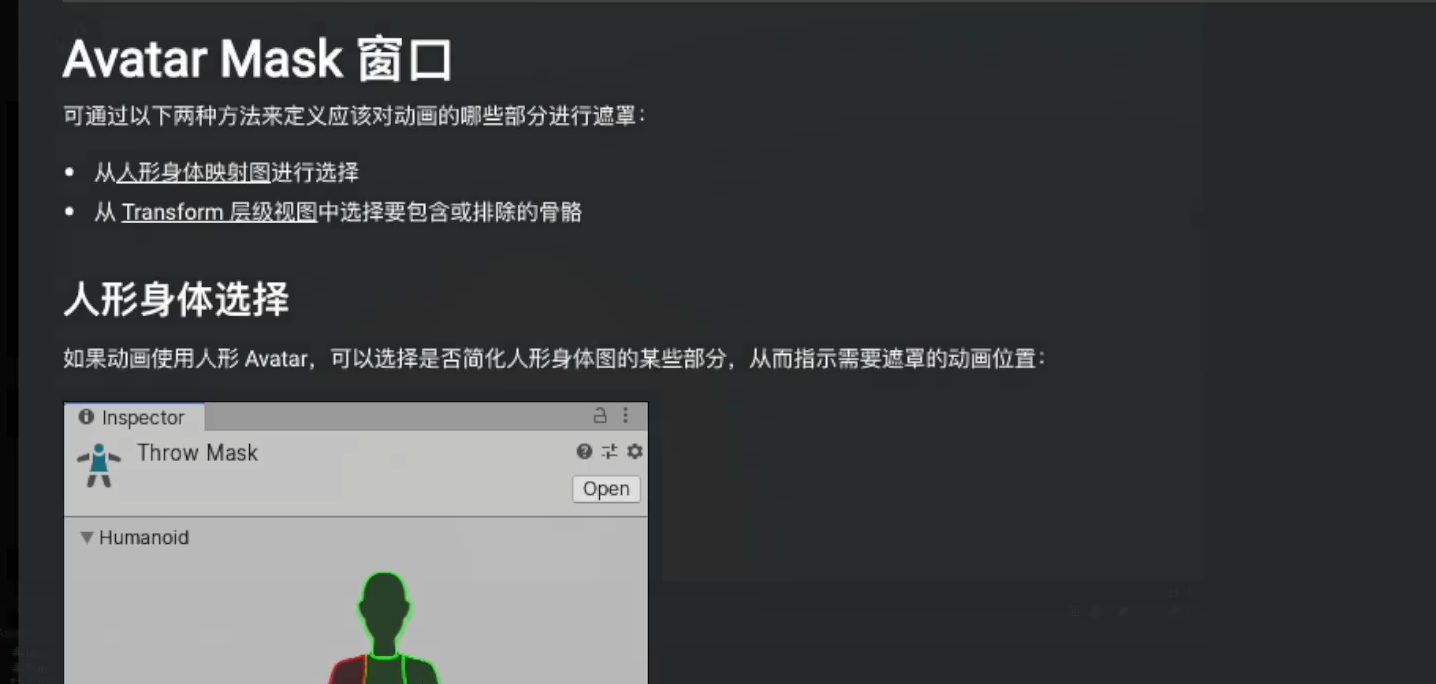 Avatar Mask 窗口
可通过以下两种方法来定义应该对动画的哪些部分进行遮罩：
• 从人形身体映射图进行选择
• 从 Transform 层级视图中选择要包含或排除的骨骼
人形身体选择
如果动画使用人形 Avatar，可以选择是否简化人形身体图的某些部分，从而指示需要遮罩的动画位置：
Inspector
Throw Mask
Open
Humanoid